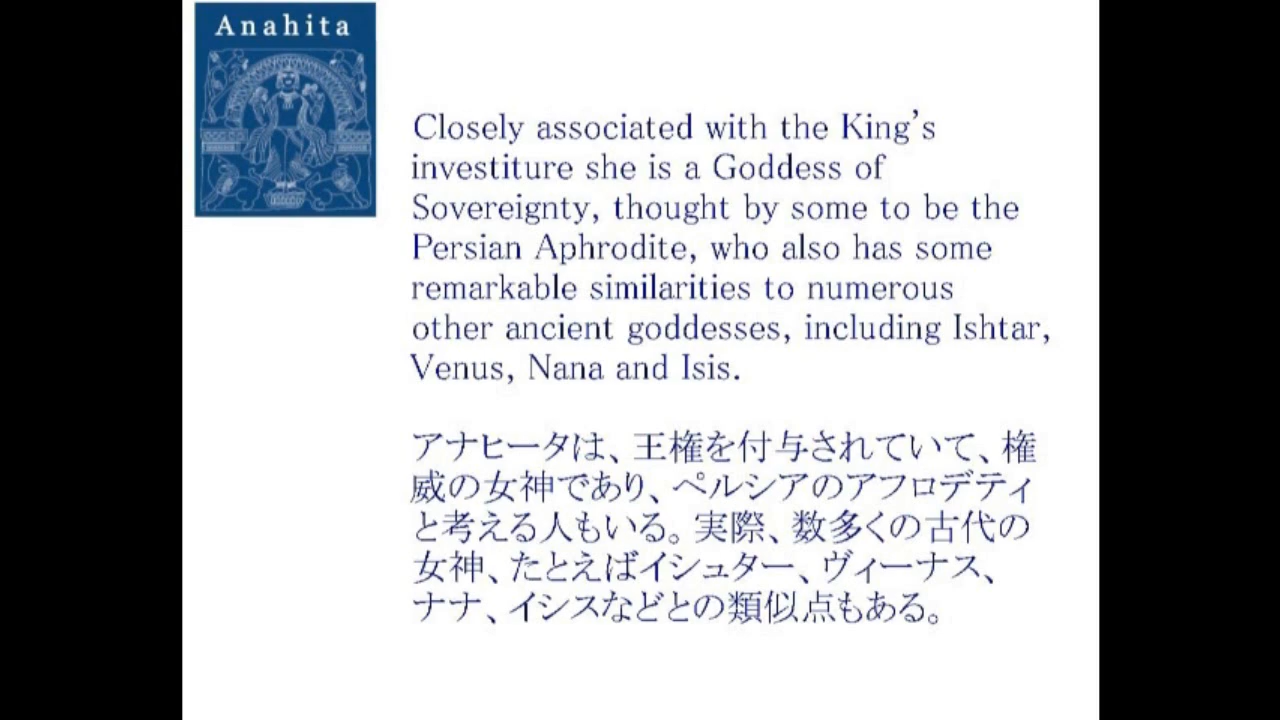 Anahita
Closely associated with the King's
investiture she is a Goddess of
Sovereignty, thought by some to be the
Persian Aphrodite, who also has some
remarkable similarities to numerous
other ancient goddesses, including Ishtar,
Venus, Nana and Isis.
アナヒータは、王権を付与されていて、権
威の女神であり、ペルシアのアフロデティ
と考える人もいる。実際、数多くの古代の
女神、たとえばイシュター、ヴィーナス、
ナナ、イシスなどとの類似点もある。